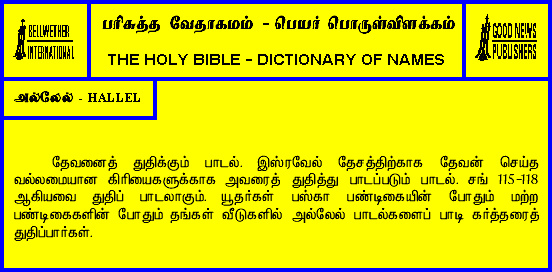 BELLWETHER
INTERNATIONAL
பரிசுத்த வேதாகமம் - பெயர் பொருள்விளக்கம்
THE HOLY BIBLE - DICTIONARY OF NAMES
GOOD NEWS
PUBLISHERS
அல்லேல் - HALLEL
தேவனைத் துதிக்கும் பாடல். இஸ்ரவேல் தேசத்திற்காக தேவன் செய்த
வல்லமையான கிரியைகளுக்காக அவரைத் துதித்து பாடப்படும் பாடல். சங் 115-118
ஆகியவை துதிப் பாடலாகும். யூதர்கள் பஸ்கா பண்டிகையின் போதும் மற்ற
பண்டிகைகளின் போதும் தங்கள் வீடுகளில் அல்லேல் பாடல்களைப் பாடி கர்த்தரைத்
துதிப்பார்கள்.